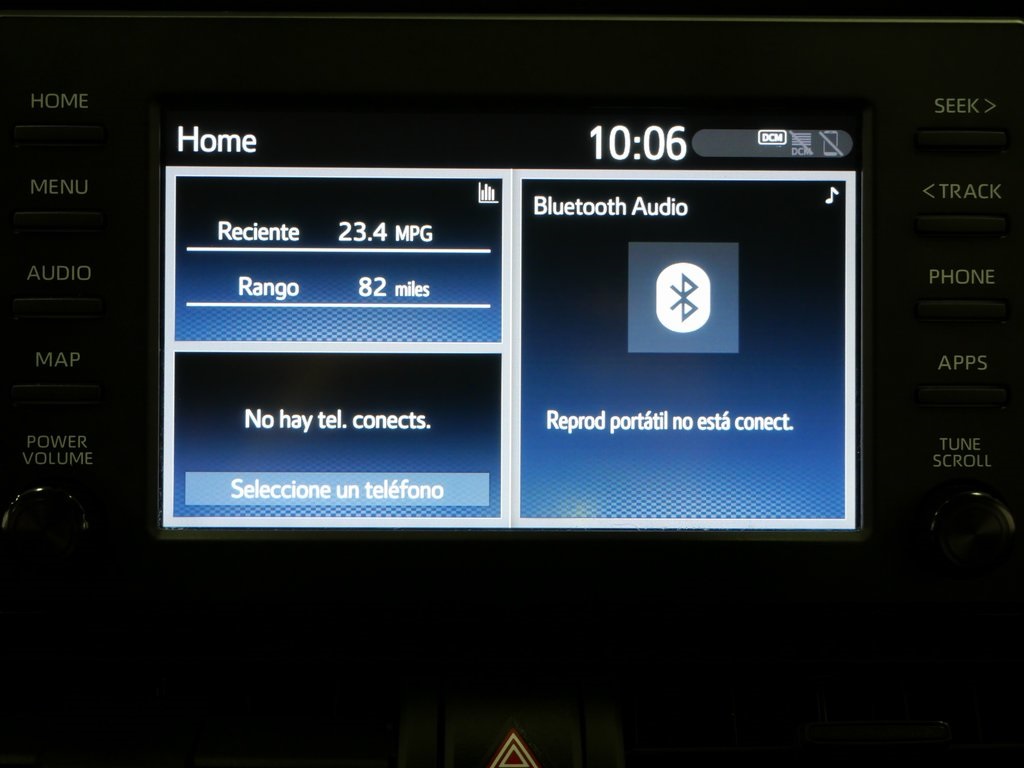 HOME
MENU
AUDIO
MAP
POWER
VOLUME
Home
10:06
DCM
DCM
Reciente 23.4 MPG
Rango 82 miles
No hay tel. conects.
Seleccione un teléfono
Bluetooth Audio
Reprod portátil no está conect.
SEEK >
< TRACK
PHONE
APPS
TUNE
SCROLL